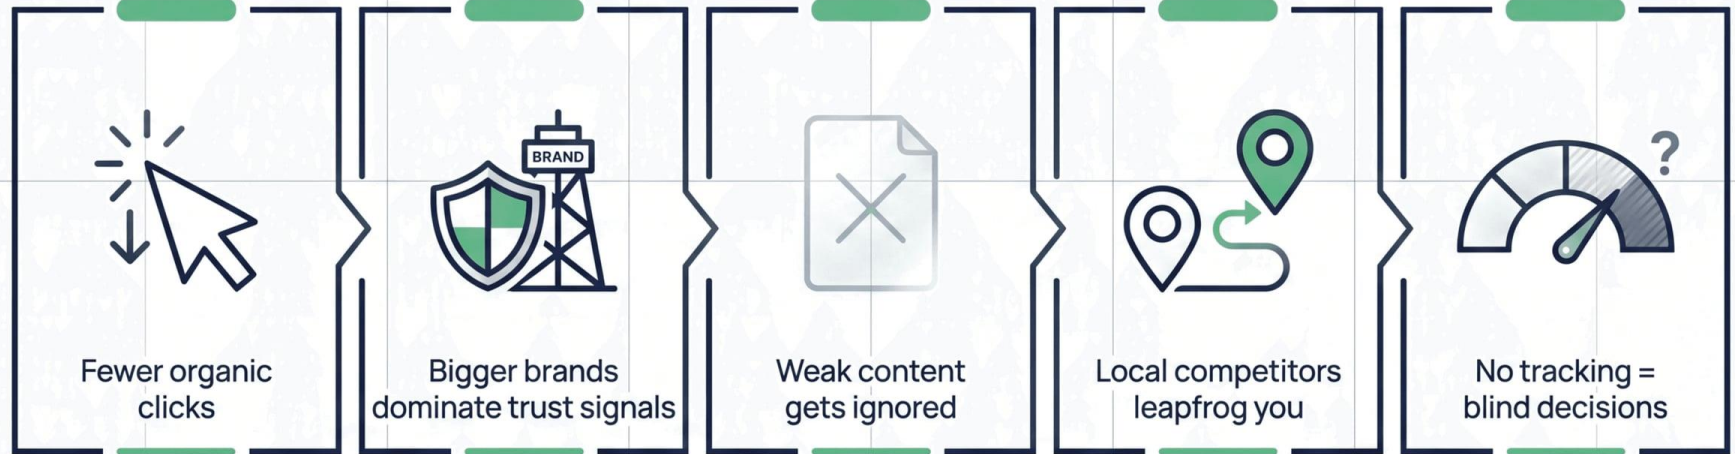 Fewer organic
clicks
BRAND
Bigger brands
dominate trust signals
Weak content
gets ignored
Local competitors
leapfrog you
?
No tracking =
blind decisions